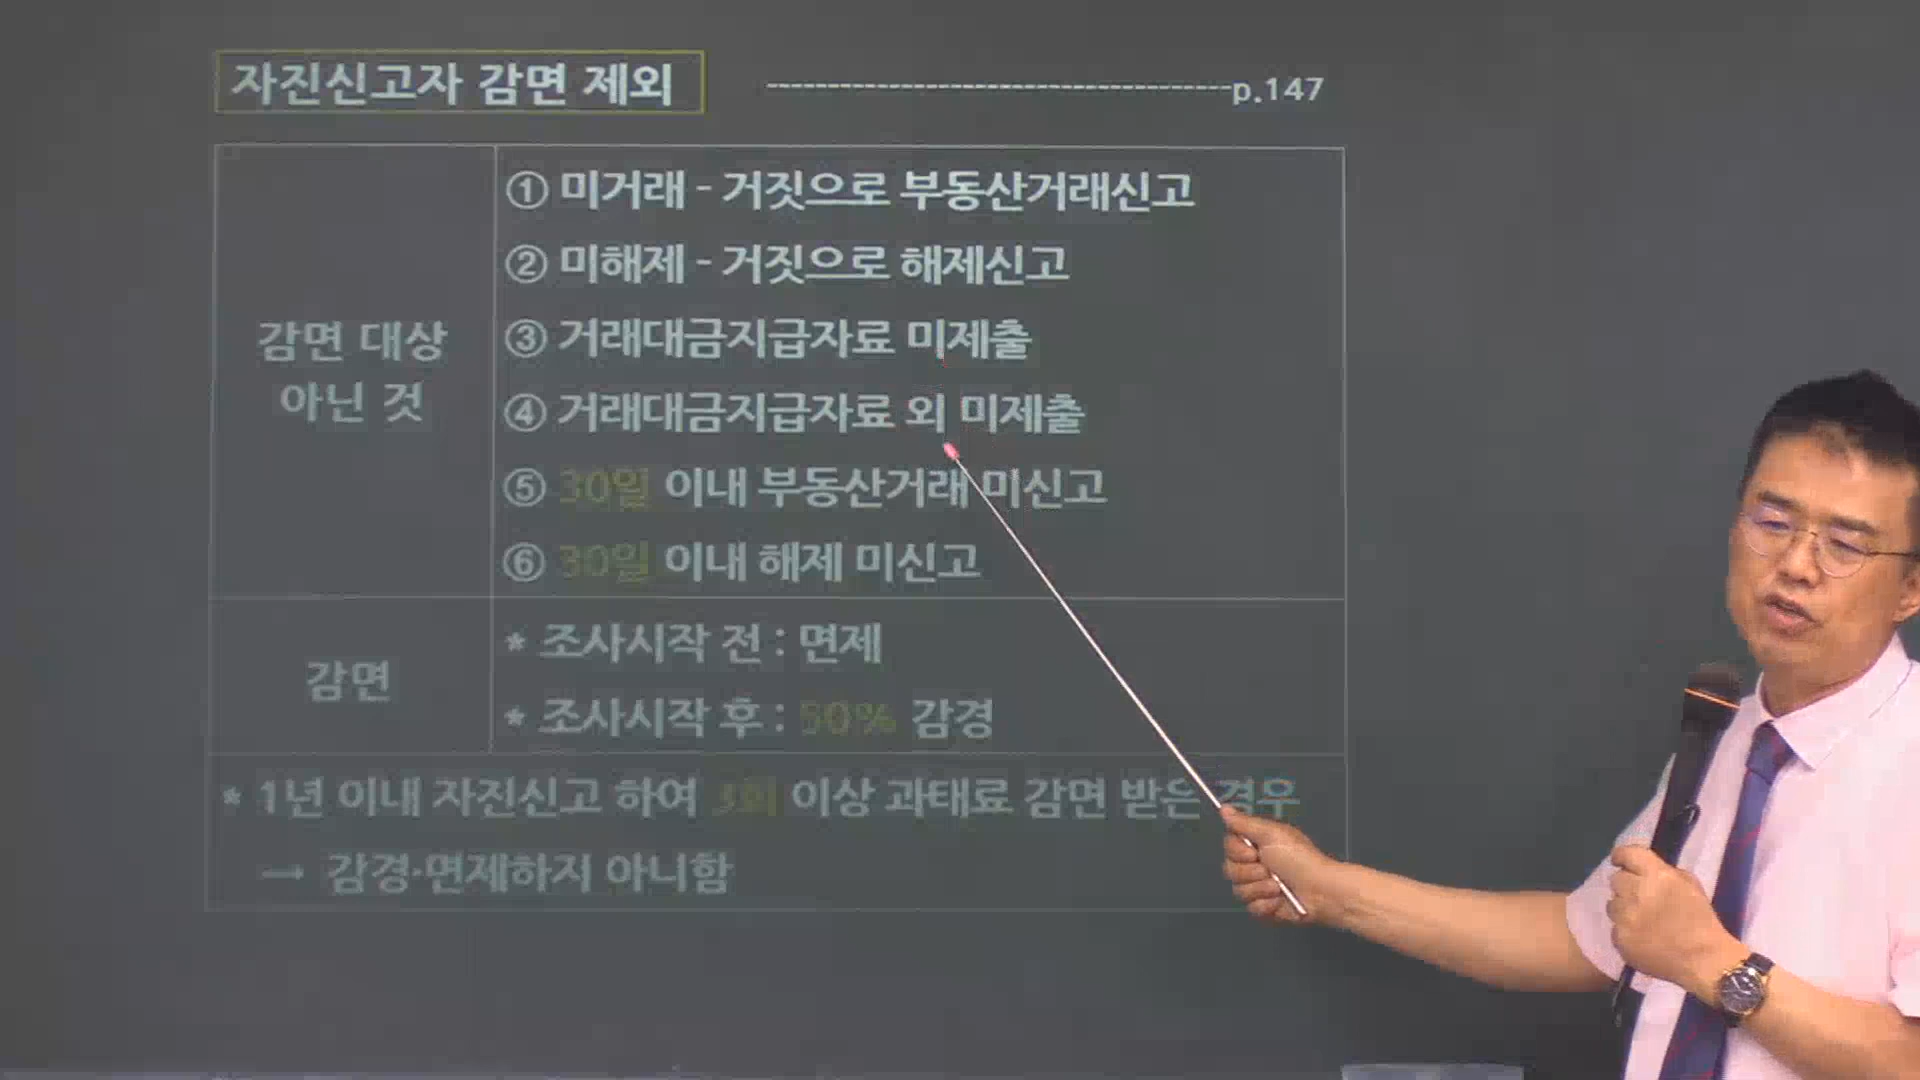 자진신고자 감면 제외 --------------------------------------p.147
감면 대상
아닌 것
① 미거래 - 거짓으로 부동산거래신고
② 미해제 - 거짓으로 해제신고
③ 거래대금지급자료 미제출
④ 거래대금지급자료 외 미제출
⑤ 30일 이내 부동산거래 미신고
⑥ 30일 이내 해제 미신고
감면
* 조사시작 전 : 면제
* 조사시작 후 : 50% 감경
* 1년 이내 자진신고 하여 3회 이상 과태료 감면 받은 경우
→ 감경·면제하지 아니함